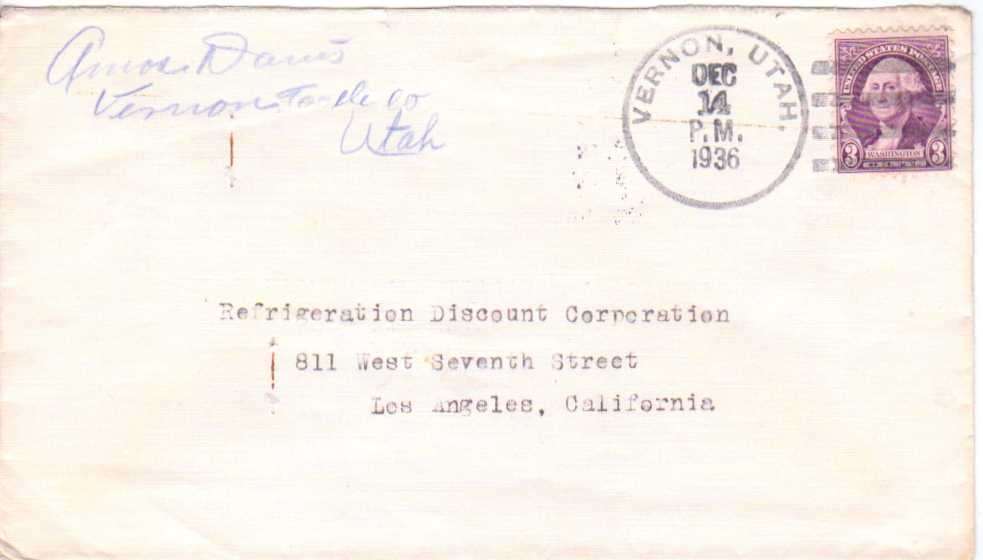 Amos Davis
Vernon Tooele Co
Utah
VERNON, UTAH.
DEC
14
P.M.
1936
UNITED STATES POSTAGE
3 WASHINGTON 3
Refrigeration Discount Corporation
811 West Seventh Street
Los Angeles, California